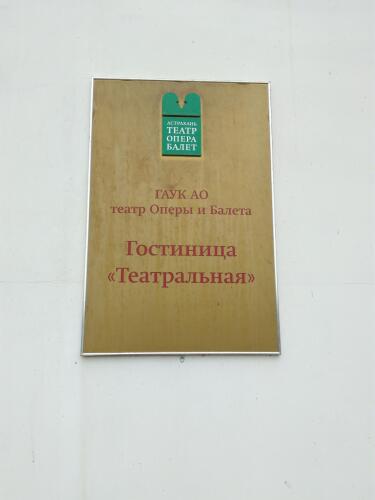 АСТРАХАНЬ
ТЕАТР
ОПЕРА
БАЛЕТ
ГАУК АО
театр Оперы и Балета
Гостиница
«Театральная»